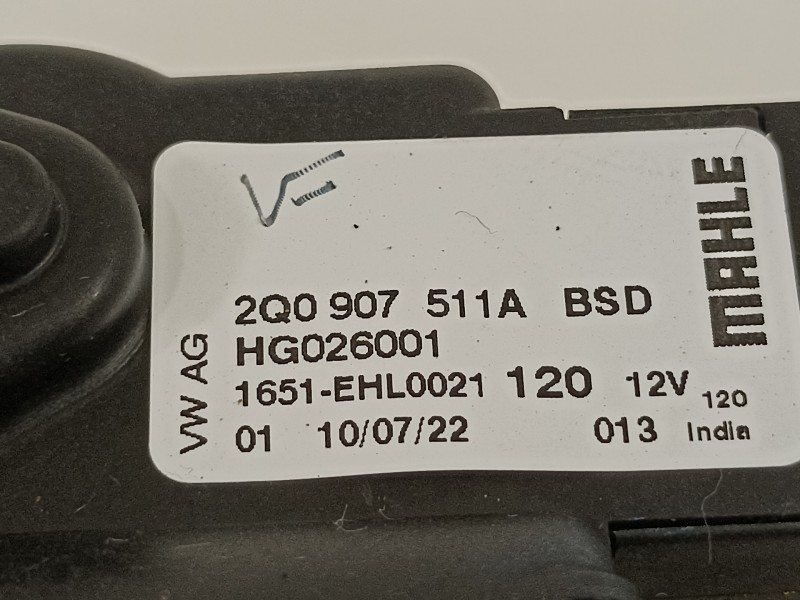 2Q0 907 511A BSD
HG026001
1651-EHL0021 120 12V 120
01 10/07/22 013 India
VW AG
MAHLE